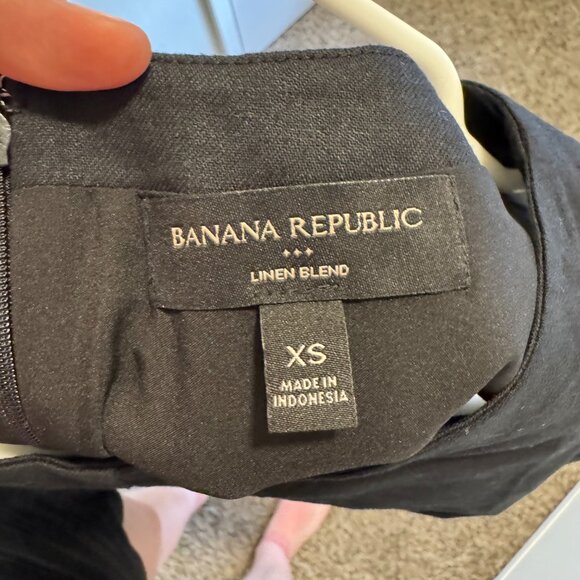 BANANA REPUBLIC
LINEN BLEND
XS
MADE IN
INDONESIA